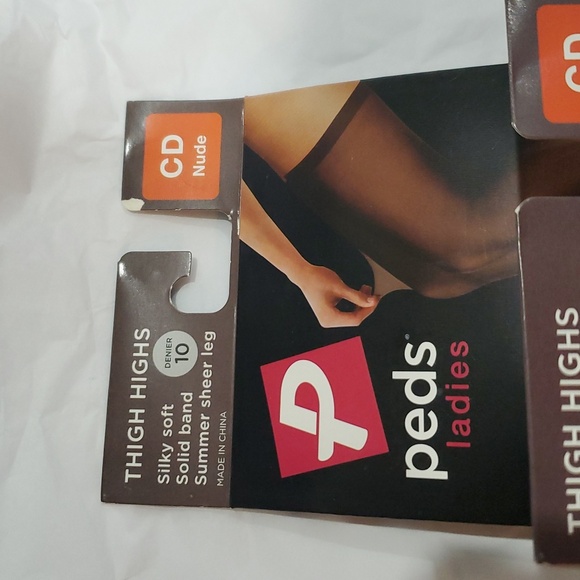 THIGH HIGHS
Silky soft
Solid band
Summer sheer leg
MADE IN CHINA
DENIER
10
CD
Nude
peds
ladies
CD
THIGH HIGHS